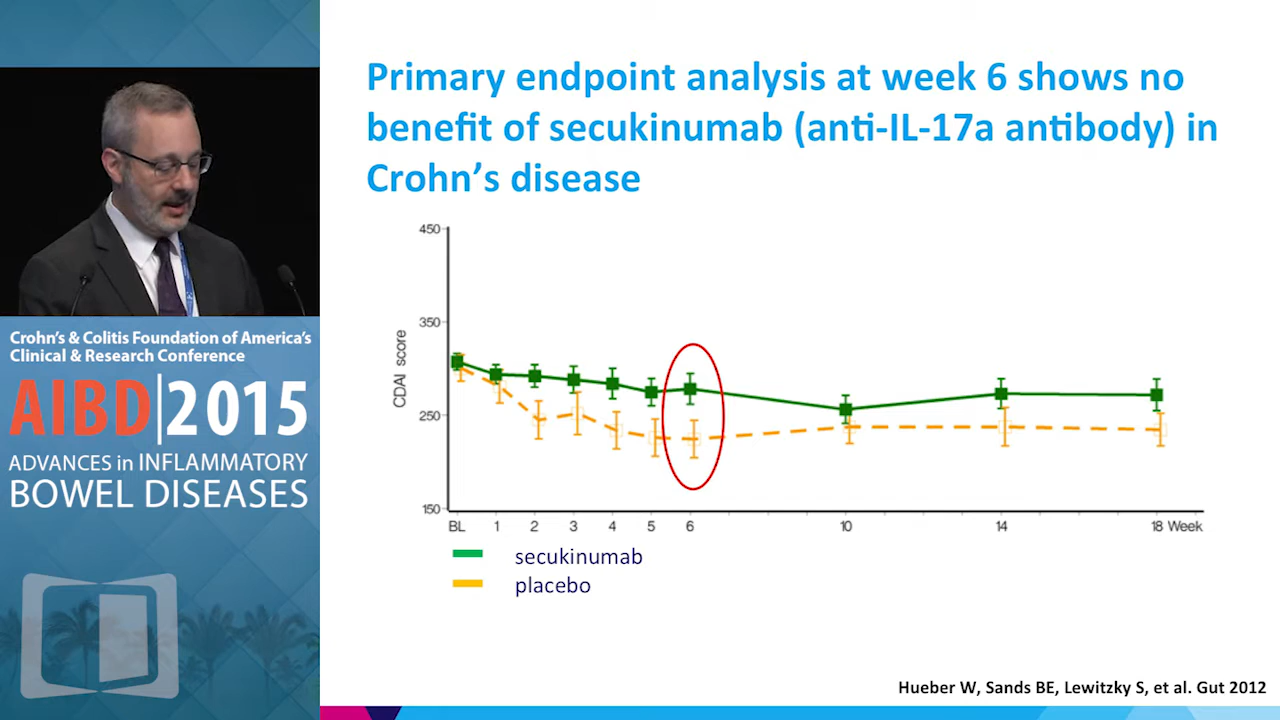 Primary endpoint analysis at week 6 shows no
benefit of secukinumab (anti-IL-17a antibody) in
Crohn's disease
450
350
250
150
CDAI score
BL 1 2 3 4 5 6 10 14 18 Week
secukinumab
placebo
Hueber W, Sands BE, Lewitzky S, et al. Gut 2012
Crohn's & Colitis Foundation of America's
Clinical & Research Conference
AIBD|2015
ADVANCES in INFLAMMATORY
BOWEL DISEASES